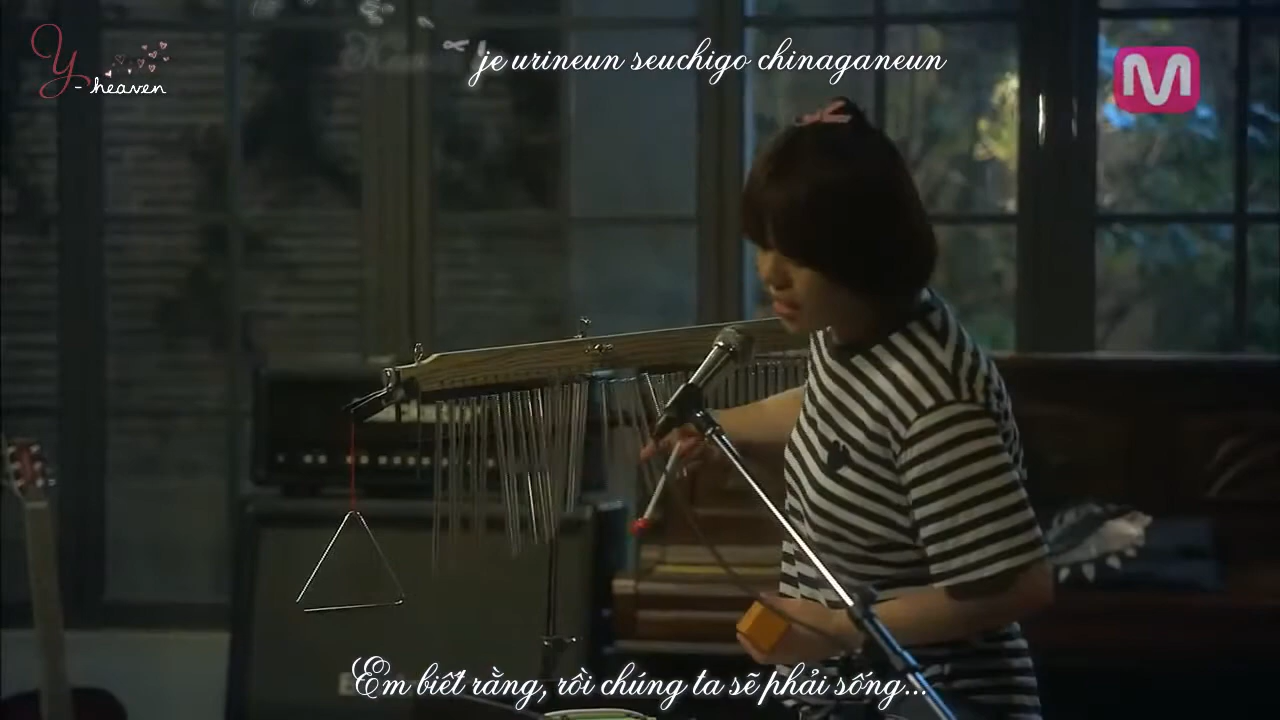 Y-heaven
je urineun seuchigo chinaganeun
M
Em biết rằng, rồi chúng ta sẽ phải sống...